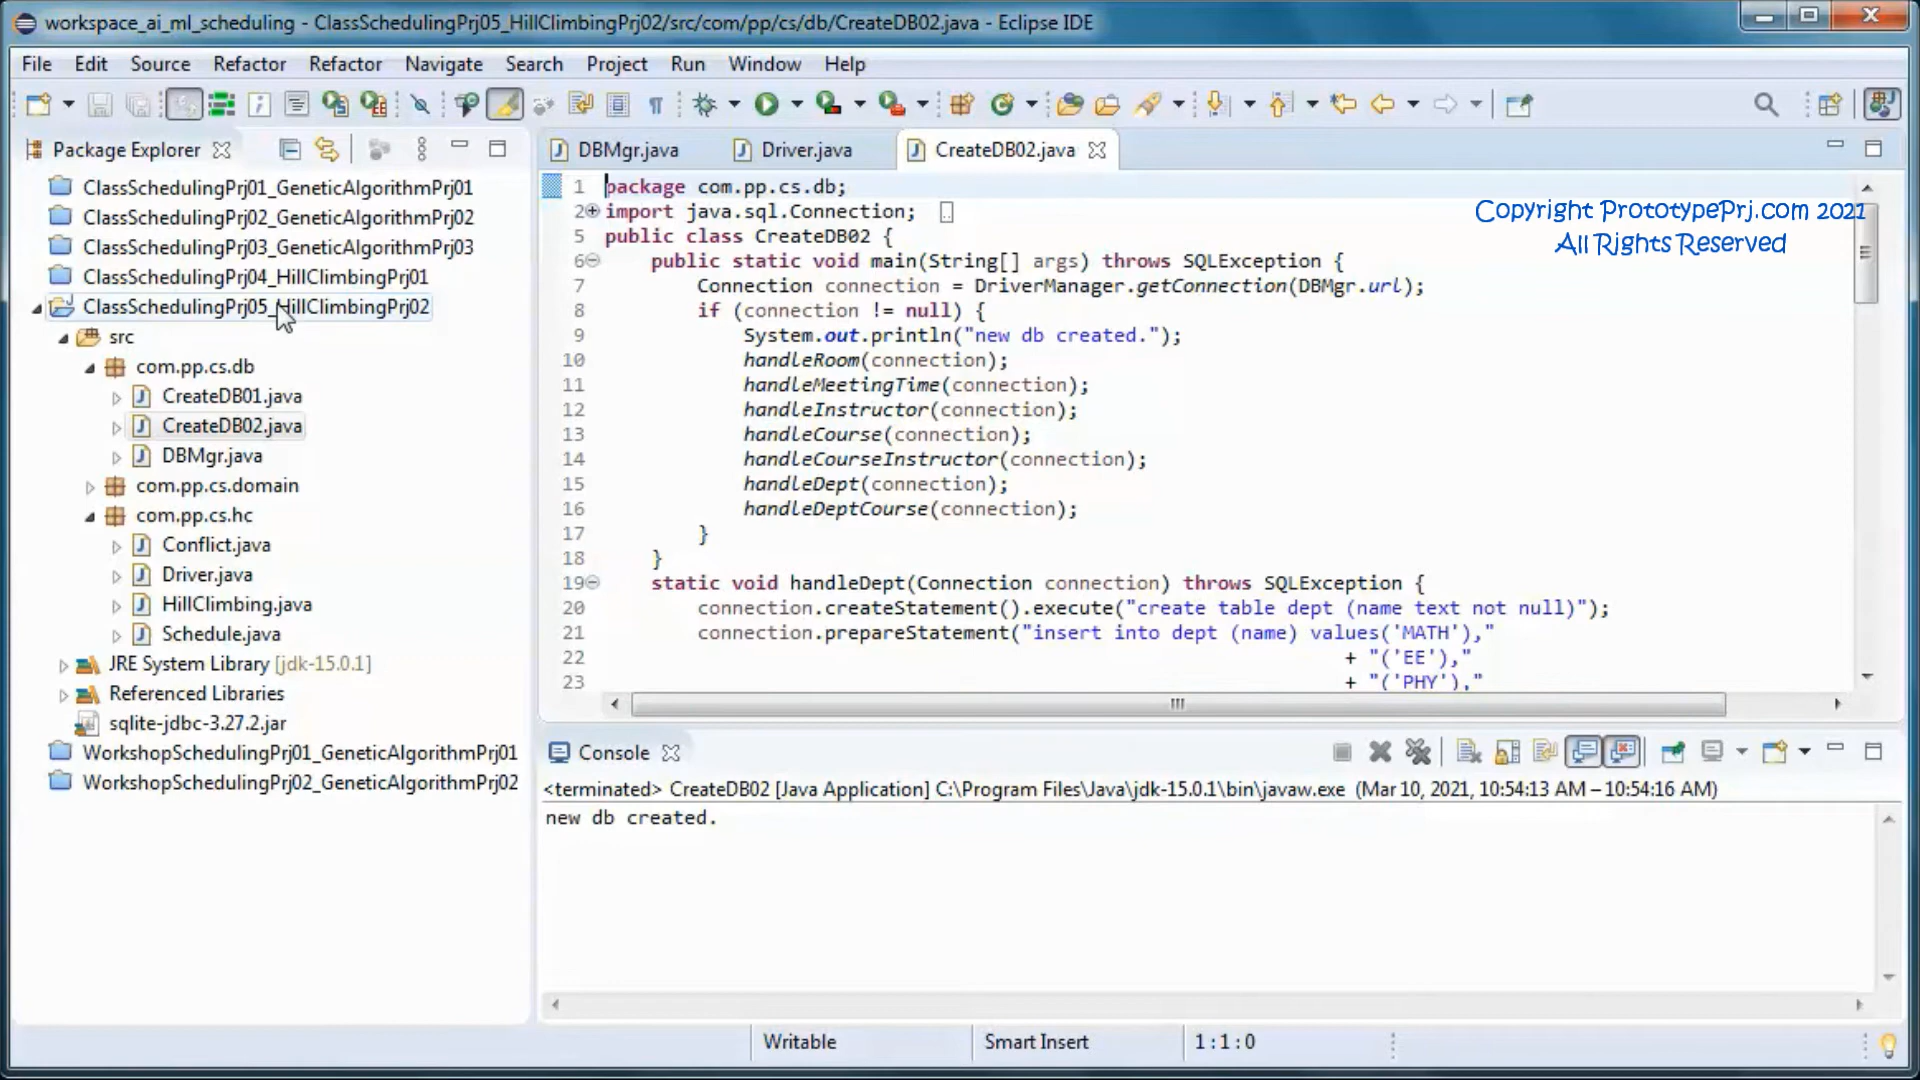 workspace_ai_ml_scheduling - ClassSchedulingPrj05_HillClimbingPrj02/src/com/pp/cs/db/CreateDB02.java - Eclipse IDE
File Edit Source Refactor Refactor Navigate Search Project Run Window Help
Package Explorer
ClassSchedulingPrj01_GeneticAlgorithmPrj01
ClassSchedulingPrj02_GeneticAlgorithmPrj02
ClassSchedulingPrj03_GeneticAlgorithmPrj03
ClassSchedulingPrj04_HillClimbingPrj01
ClassSchedulingPrj05_HillClimbingPrj02
src
com.pp.cs.db
CreateDB01.java
CreateDB02.java
DBMgr.java
com.pp.cs.domain
com.pp.cs.hc
Conflict.java
Driver.java
HillClimbing.java
Schedule.java
JRE System Library [jdk-15.0.1]
Referenced Libraries
sqlite-jdbc-3.27.2.jar
WorkshopSchedulingPrj01_GeneticAlgorithmPrj01
WorkshopSchedulingPrj02_GeneticAlgorithmPrj02
DBMgr.java Driver.java CreateDB02.java
1 package com.pp.cs.db;
2 import java.sql.Connection;
5 public class CreateDB02 {
6 public static void main(String[] args) throws SQLException {
7 Connection connection = DriverManager.getConnection(DBMgr.url);
8 if (connection != null) {
9 System.out.println("new db created.");
10 handleRoom(connection);
11 handleMeetingTime(connection);
12 handleInstructor(connection);
13 handleCourse(connection);
14 handleCourseInstructor(connection);
15 handleDept(connection);
16 handleDeptCourse(connection);
17 }
18 }
19 static void handleDept(Connection connection) throws SQLException {
20 connection.createStatement().execute("create table dept (name text not null)");
21 connection.prepareStatement("insert into dept (name) values('MATH'),"
22 + "('EE'),"
23 + "('PHY'),"
Copyright PrototypePrj.com 2021
All Rights Reserved
Console
<terminated> CreateDB02 [Java Application] C:\Program Files\Java\jdk-15.0.1\bin\javaw.exe (Mar 10, 2021, 10:54:13 AM – 10:54:16 AM)
new db created.
Writable Smart Insert 1:1:0